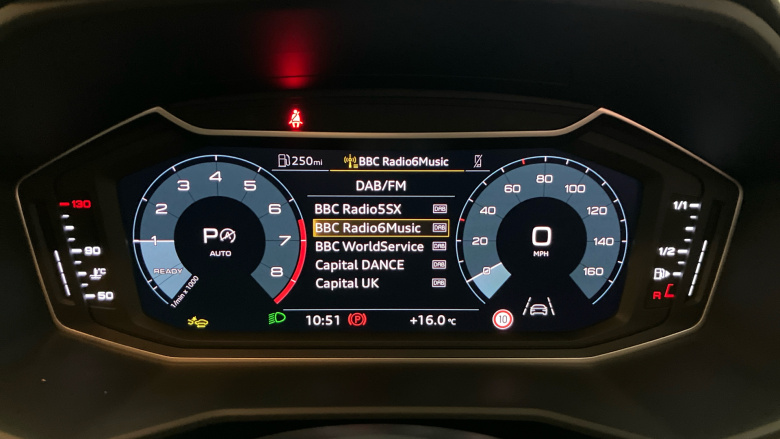 250mi
BBC Radio6Music
DAB/FM
BBC Radio5SX DAB
BBC Radio6Music DAB
BBC WorldService DAB
Capital DANCE DAB
Capital UK DAB
10:51 (P) +16.0 °C
130
90
50
°C
1
2
3
4
5
6
7
8
P A
AUTO
READY
1/min x 1000
0
20
40
60
80
100
120
140
160
0
MPH
10
1/1
1/2
R